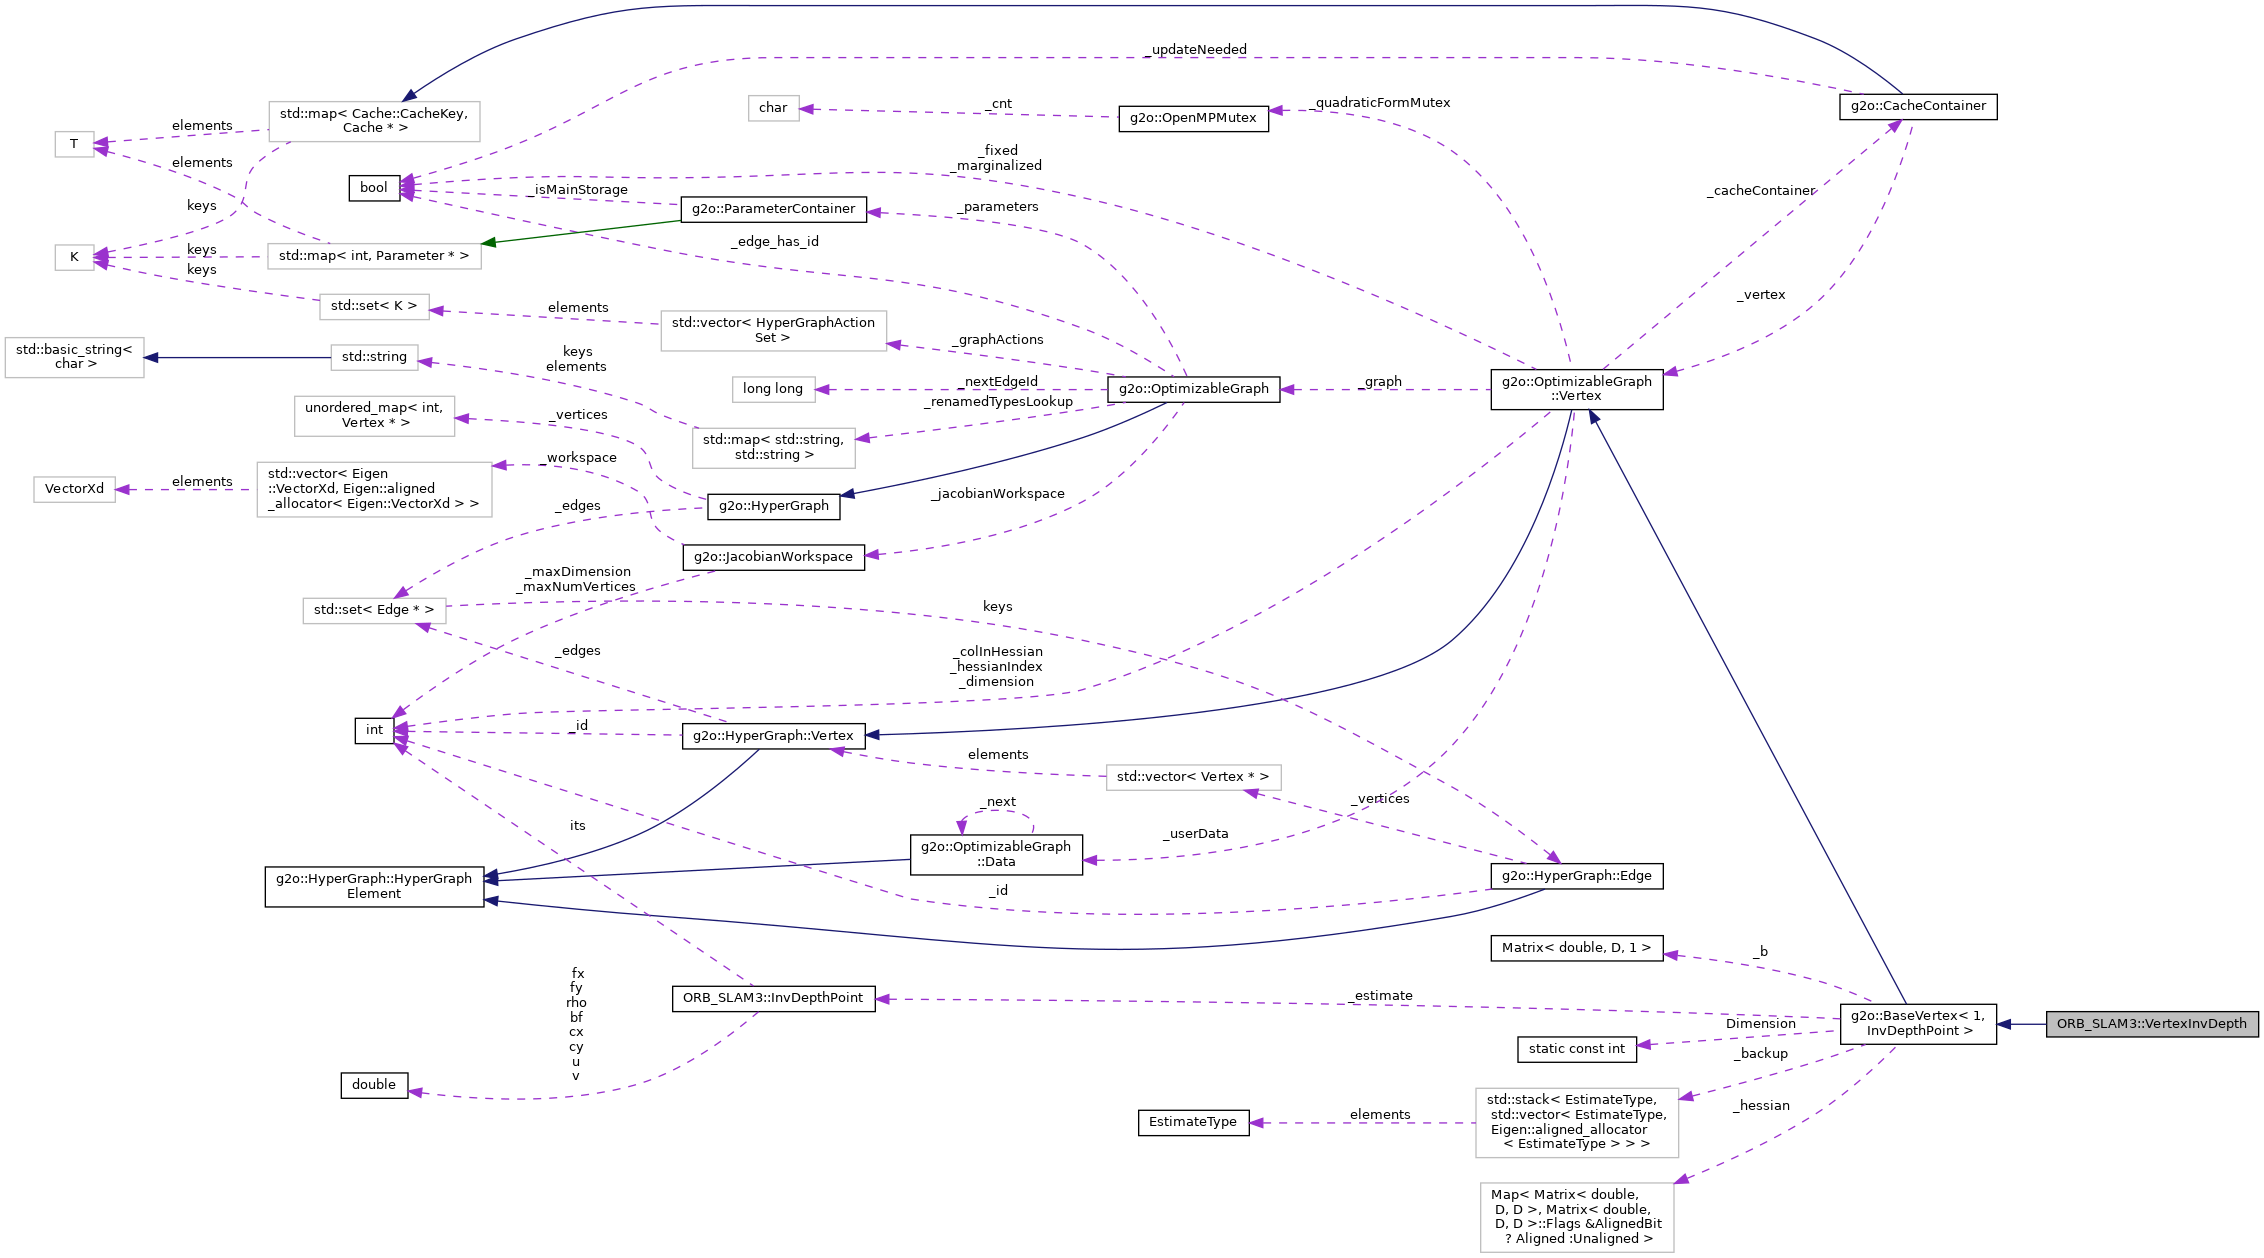 _updateNeeded
std::map< Cache::CacheKey,
Cache * >
char
_cnt
g2o::OpenMPMutex
_quadraticFormMutex
g2o::CacheContainer
elements
T
elements
_fixed
_marginalized
bool
_isMainStorage
g2o::ParameterContainer
_parameters
_cacheContainer
keys
_edge_has_id
K
keys
std::map< int, Parameter * >
keys
_vertex
std::set< K >
elements
std::vector< HyperGraphAction
Set >
_graphActions
std::basic_string<
char >
std::string
keys
elements
long long
_nextEdgeId
g2o::OptimizableGraph
_graph
g2o::OptimizableGraph
::Vertex
_renamedTypesLookup
unordered_map< int,
Vertex * >
_vertices
std::map< std::string,
std::string >
_workspace
VectorXd
elements
std::vector< Eigen
::VectorXd, Eigen::aligned
_allocator< Eigen::VectorXd > >
_jacobianWorkspace
_edges
g2o::HyperGraph
g2o::JacobianWorkspace
_maxDimension
_maxNumVertices
std::set< Edge * >
keys
_edges
_colInHessian
_hessianIndex
_dimension
int
_id
g2o::HyperGraph::Vertex
elements
std::vector< Vertex * >
_next
_vertices
its
_userData
g2o::OptimizableGraph
::Data
g2o::HyperGraph::HyperGraph
Element
_id
g2o::HyperGraph::Edge
Matrix< double, D, 1 >
_b
fx
fy
rho
bf
cx
cy
u
v
ORB_SLAM3::InvDepthPoint
_estimate
g2o::BaseVertex< 1,
InvDepthPoint >
ORB_SLAM3::VertexInvDepth
Dimension
static const int
_backup
double
std::stack< EstimateType,
std::vector< EstimateType,
Eigen::aligned_allocator
< EstimateType > > >
_hessian
EstimateType
elements
Map< Matrix< double,
D, D >, Matrix< double,
D, D >::Flags &AlignedBit
? Aligned :Unaligned >